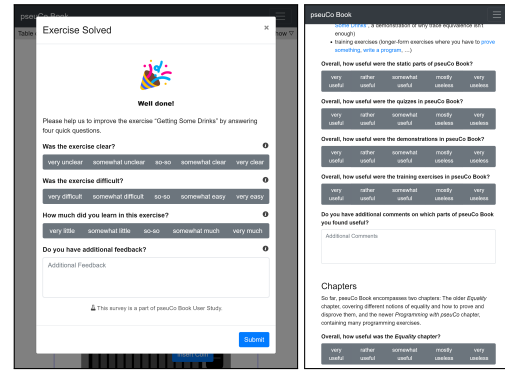 pseuCo Book
Exercise Solved
×
Well done!
Please help us to improve the exercise "Getting Some Drinks" by answering
four quick questions.
Was the exercise clear?
very unclear somewhat unclear so-so somewhat clear very clear
Was the exercise difficult?
very difficult somewhat difficult so-so somewhat easy very easy
How much did you learn in this exercise?
very little somewhat little so-so somewhat much very much
Do you have additional feedback?
Additional Feedback
This survey is a part of pseuCo Book User Study.
Submit
Insert Coin
pseuCo Book
Some Drinks", a demonstration of why trace equivalence isn't
enough)
• training exercises (longer-form exercises where you have to prove
something, write a program, …)
Overall, how useful were the static parts of pseuCo Book?
very useful rather useful somewhat useful mostly useless very useless
Overall, how useful were the quizzes in pseuCo Book?
very useful rather useful somewhat useful mostly useless very useless
Overall, how useful were the demonstrations in pseuCo Book?
very useful rather useful somewhat useful mostly useless very useless
Overall, how useful were the training exercises in pseuCo Book?
very useful rather useful somewhat useful mostly useless very useless
Do you have additional comments on which parts of pseuCo Book
you found useful?
Additional Comments
Chapters
So far, pseuCo Book encompasses two chapters: The older Equality
chapter, covering different notions of equality and how to prove and
disprove them, and the newer Programming with pseuCo chapter,
containing many programming exercises.
Overall, how useful was the Equality chapter?
very useful rather useful somewhat useful mostly useless very useless